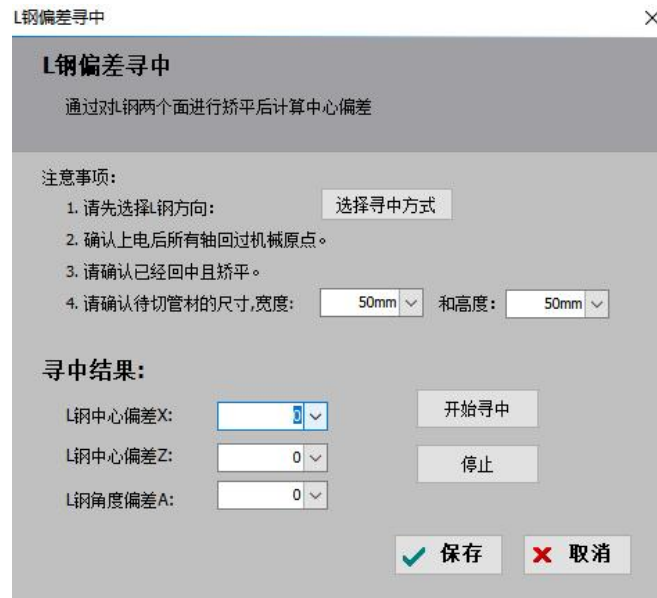 L钢偏差寻中
L钢偏差寻中
通过对L钢两个面进行矫平后计算中心偏差
注意事项:
1. 请先选择L钢方向: 选择寻中方式
2. 确认上电后所有轴回过机械原点。
3. 请确认已经回中且矫平。
4. 请确认待切管材的尺寸,宽度: 50mm 和高度: 50mm
寻中结果:
L钢中心偏差X: 0 开始寻中
L钢中心偏差Z: 0 停止
L钢角度偏差A: 0
保存 取消